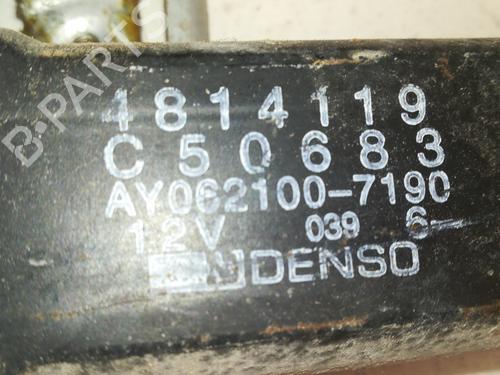 B-PARTS
4814119
C50683
AY062100-7190
12V 039 6-
DENSO